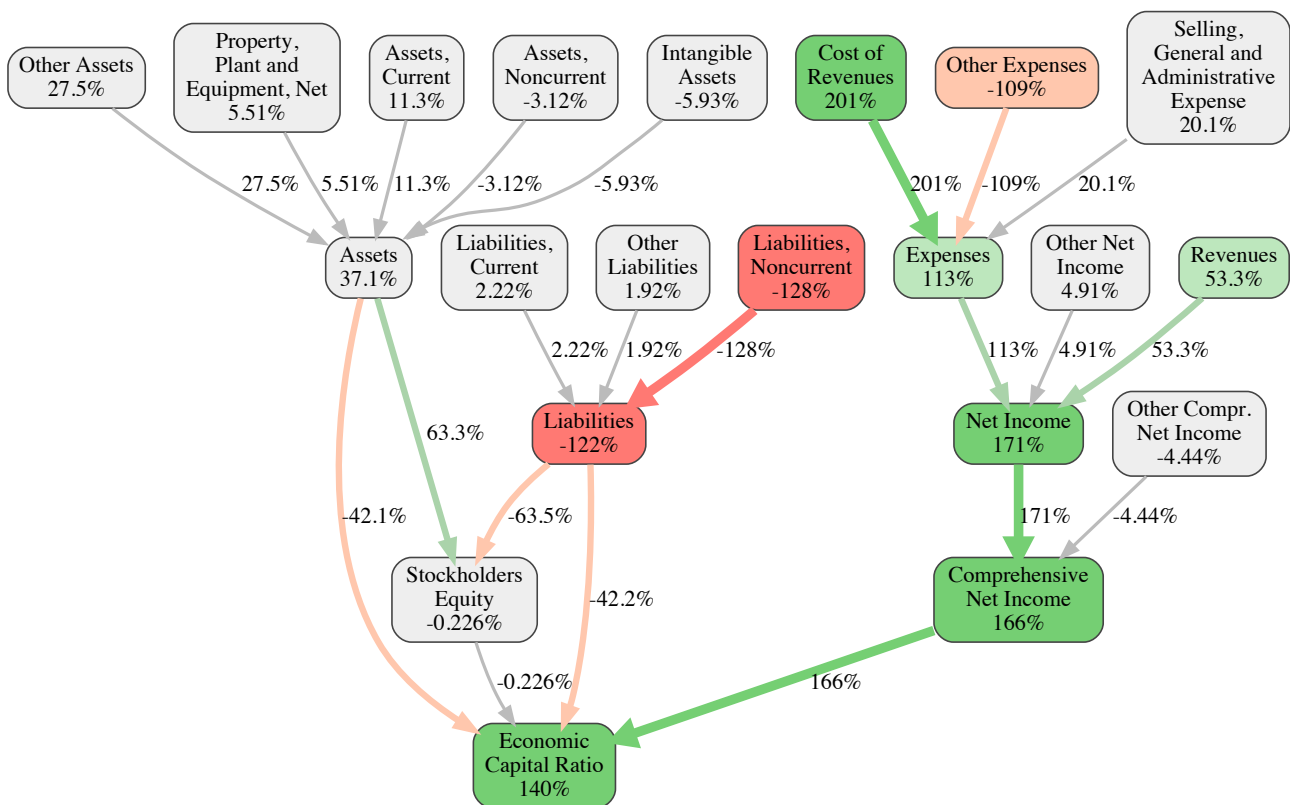 Other Assets
27.5%
Property,
Plant and
Equipment, Net
5.51%
Assets,
Current
11.3%
Assets,
Noncurrent
-3.12%
Intangible
Assets
-5.93%
Cost of
Revenues
201%
Other Expenses
-109%
Selling,
General and
Administrative
Expense
20.1%
27.5%
5.51%
11.3%
-3.12%
-5.93%
201%
-109%
20.1%
Assets
37.1%
Liabilities,
Current
2.22%
Other
Liabilities
1.92%
Liabilities,
Noncurrent
-128%
Expenses
113%
Other Net
Income
4.91%
Revenues
53.3%
2.22%
1.92%
-128%
113%
4.91%
53.3%
63.3%
Liabilities
-122%
Net Income
171%
Other Compr.
Net Income
-4.44%
-42.1%
-63.5%
-42.2%
171%
-4.44%
Stockholders
Equity
-0.226%
Comprehensive
Net Income
166%
-0.226%
166%
Economic
Capital Ratio
140%